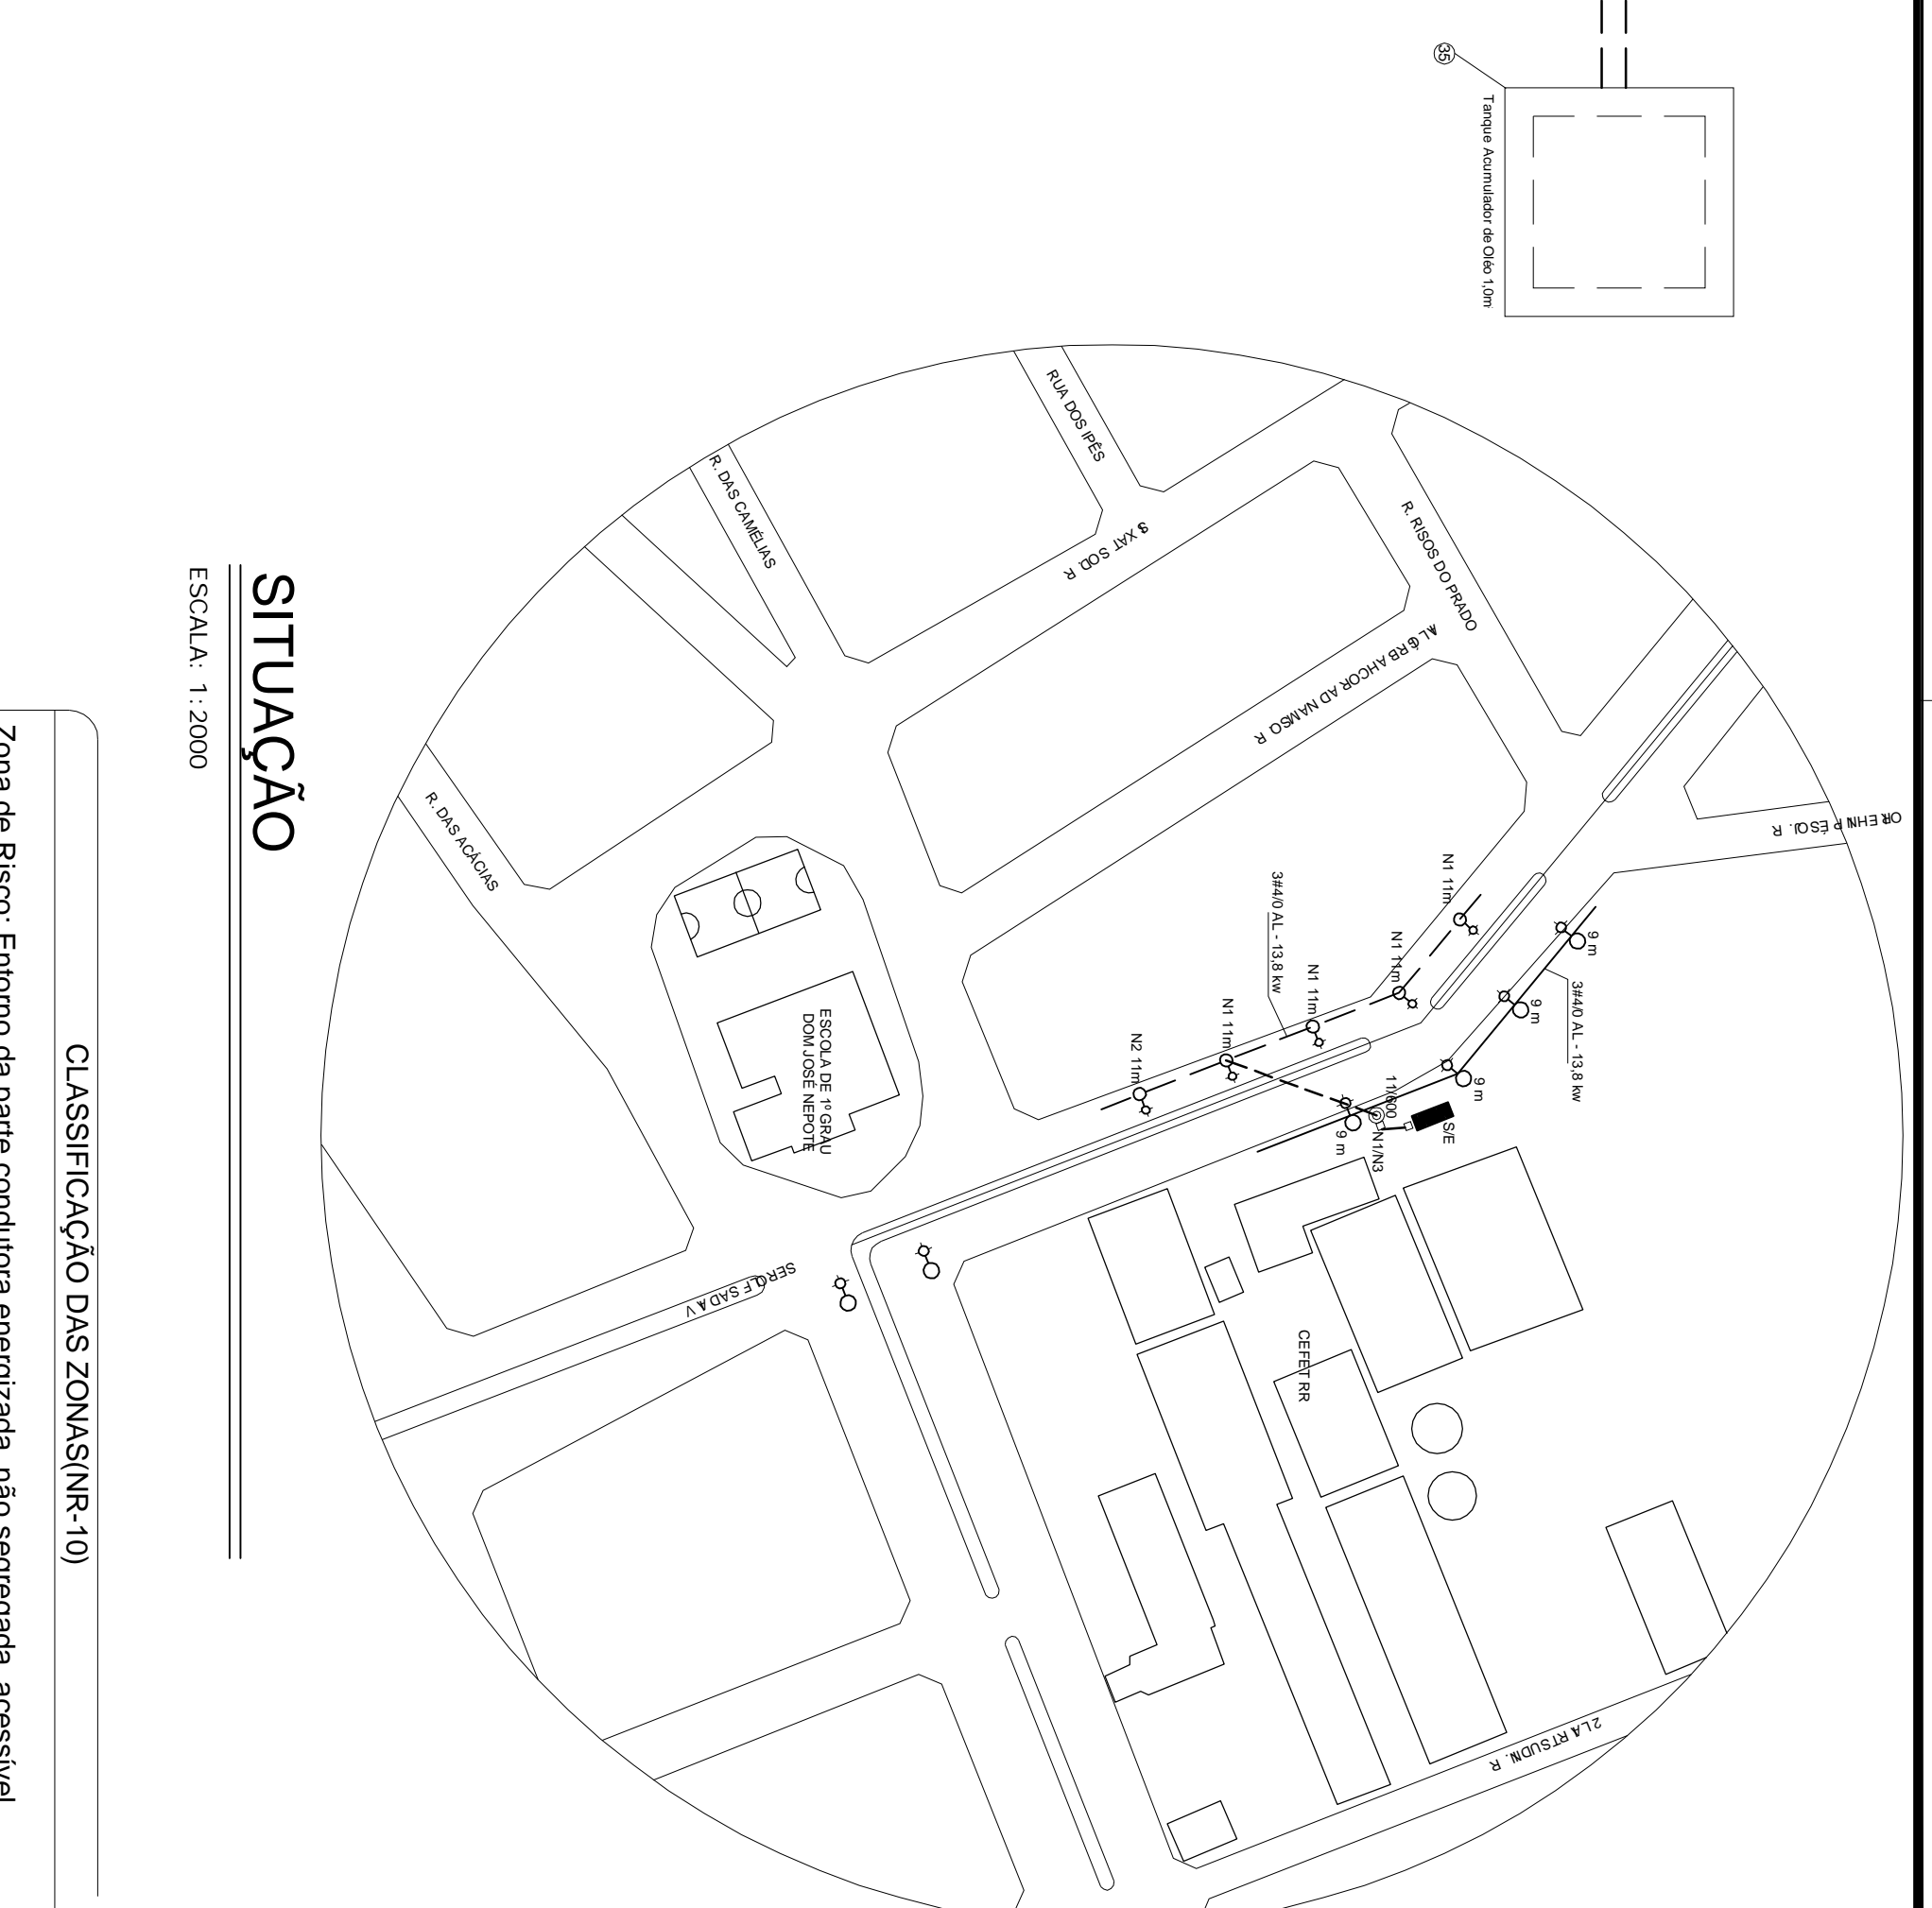 35
Tanque Acumulador de Oléo 1,0m
RUA DOS IPÊS
R. DAS CAMÉLIAS
R. DOS TAXIS
R. RISOS DO PRADO
R. DAS ACÁCIAS
N1 11m
N1 11m
N1 11m
N1 11m
N2 11m
3#4/0 AL - 13,8 kw
3#4/0 AL - 13,8 kw
9 m
9 m
9 m
9 m
11/600
N1/N3
S/E
ESCOLA DE 1º GRAU
DOM JOSÉ NEPOTE
CEFET RR
SITUAÇÃO
ESCALA: 1:2000
CLASSIFICAÇÃO DAS ZONAS(NR-10)
Zona de Risco: Entorno da parte condutora energizada, não segregada, acessível